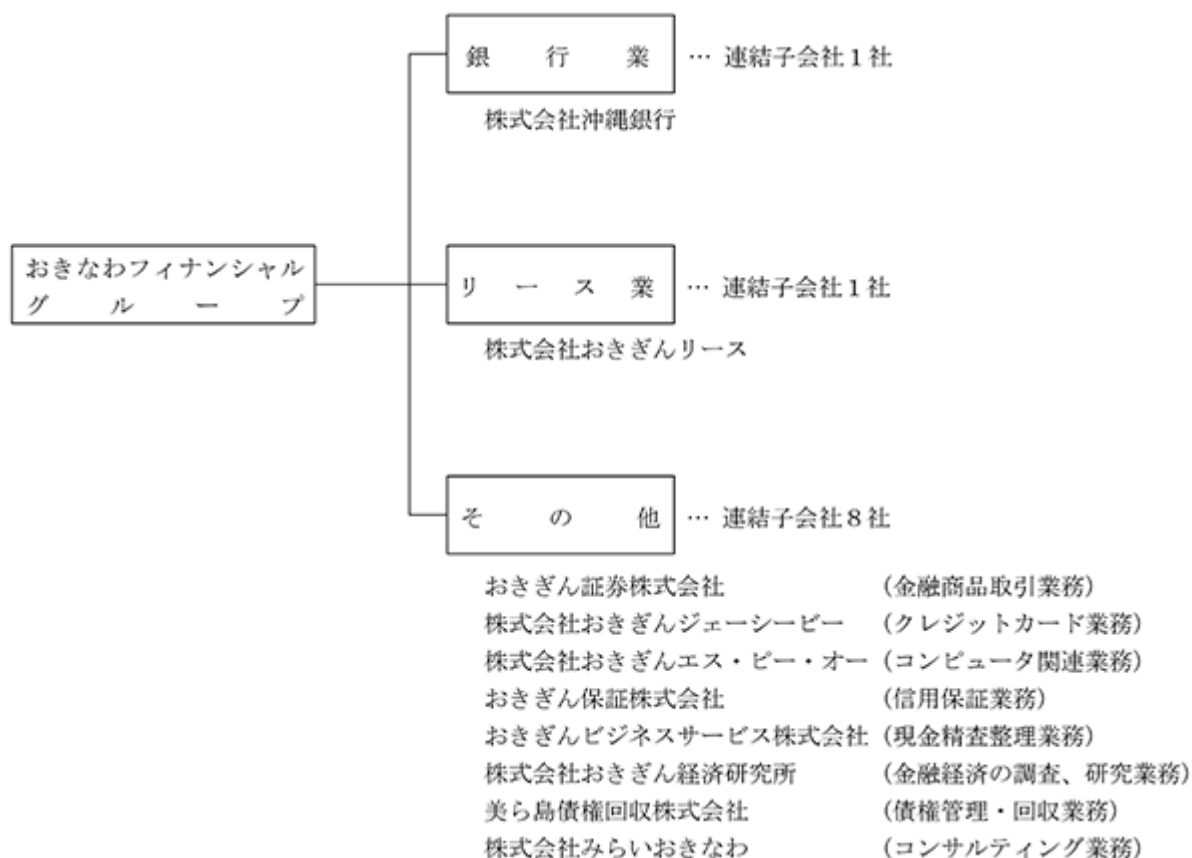 銀行業 … 連結子会社1社
株式会社沖縄銀行
おきなわフィナンシャル
グループ
リース業 … 連結子会社1社
株式会社おきぎんリース
その他 … 連結子会社8社
おきぎん証券株式会社 (金融商品取引業務)
株式会社おきぎんジェーシービー (クレジットカード業務)
株式会社おきぎんエス・ピー・オー (コンピュータ関連業務)
おきぎん保証株式会社 (信用保証業務)
おきぎんビジネスサービス株式会社 (現金精査整理業務)
株式会社おきぎん経済研究所 (金融経済の調査、研究業務)
美ら島債権回収株式会社 (債権管理・回収業務)
株式会社みらいおきなわ (コンサルティング業務)